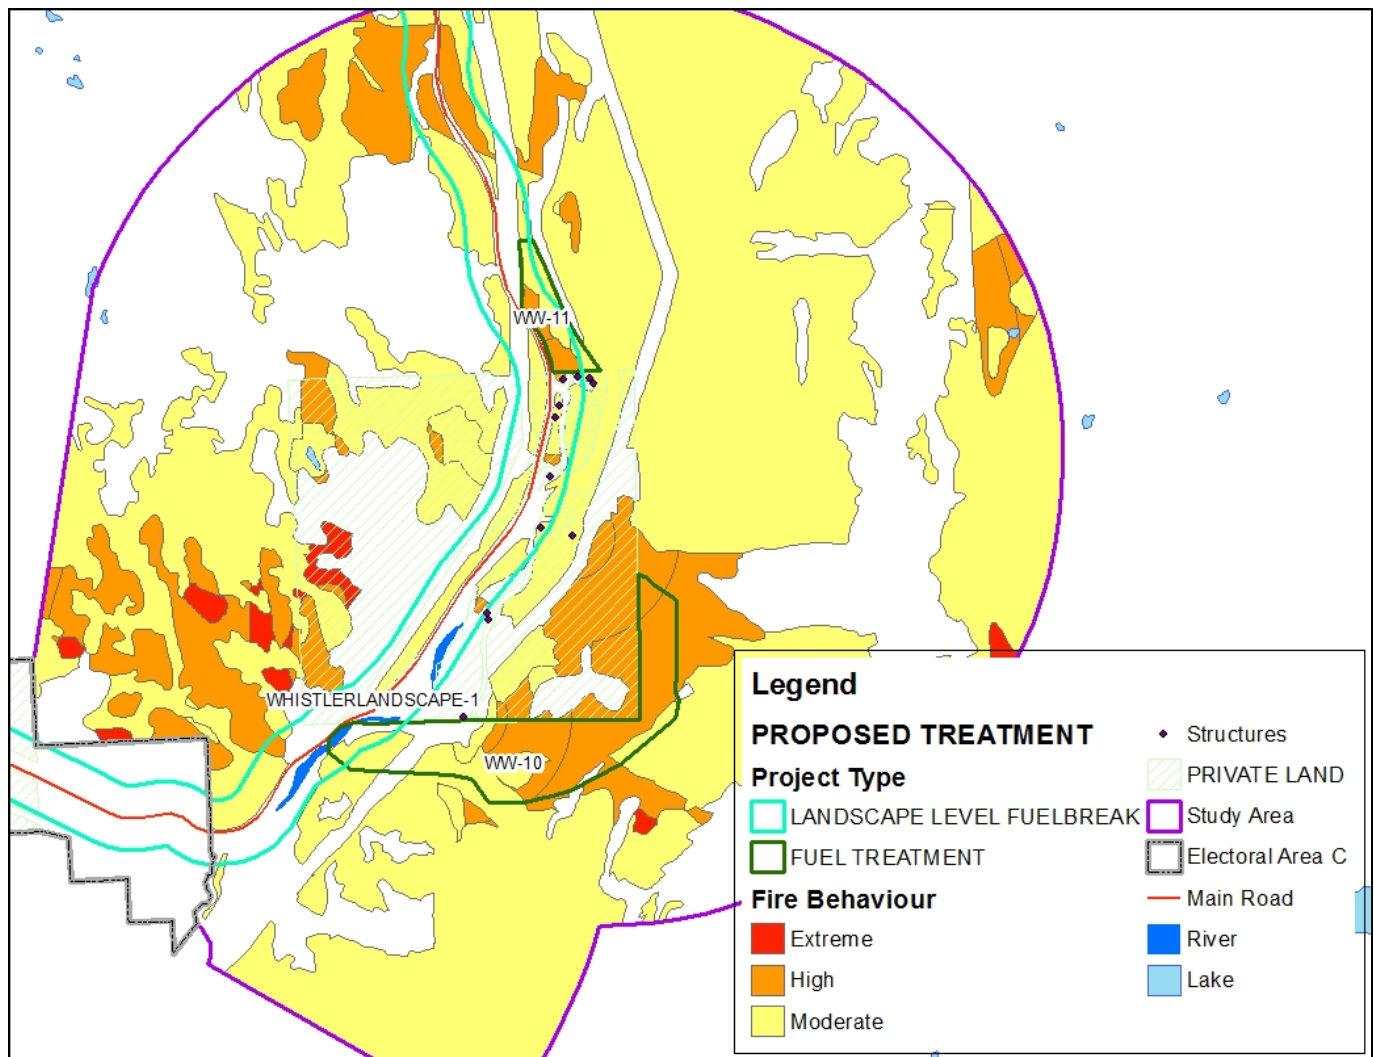 WW-11
WHISTLERLANDSCAPE-1
WW-10
Legend
PROPOSED TREATMENT
Project Type
LANDSCAPE LEVEL FUELBREAK
FUEL TREATMENT
Fire Behaviour
Extreme
High
Moderate
Structures
PRIVATE LAND
Study Area
Electoral Area C
Main Road
River
Lake